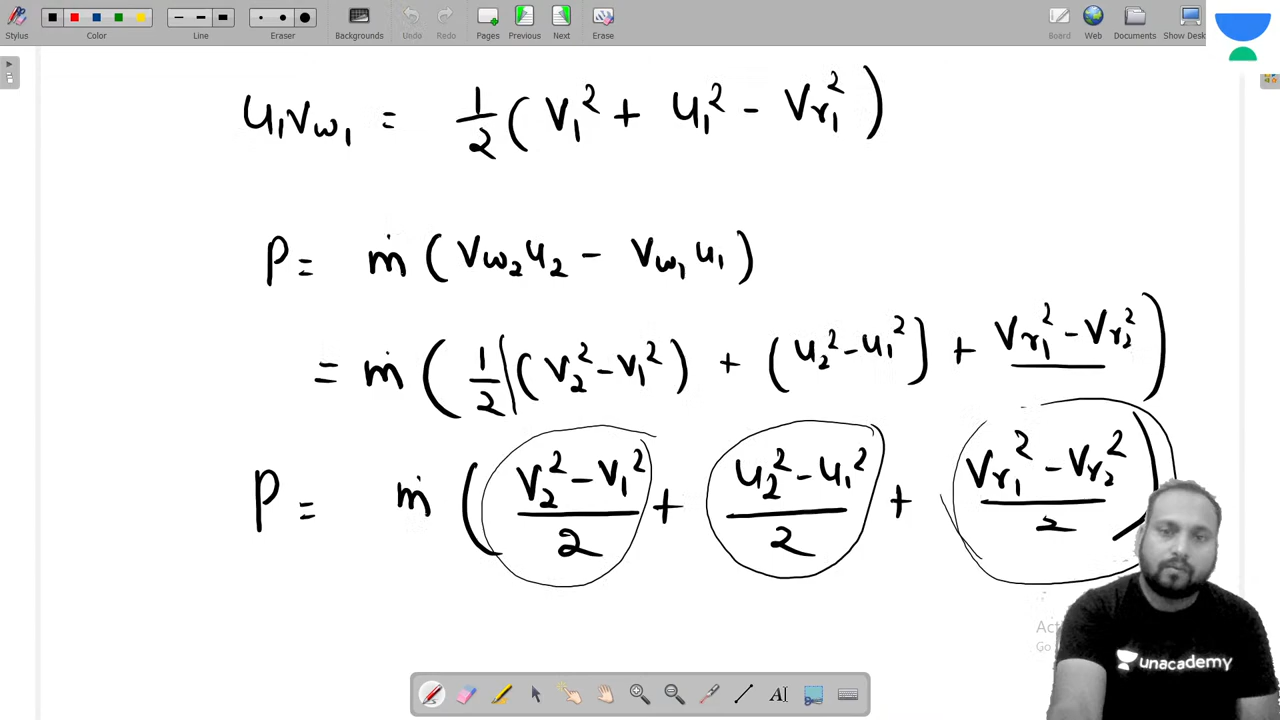 Stylus Color Line Eraser Backgrounds Undo Redo Pages Previous Next Erase Board Web Documents Show Desk
u₁Vw₁ = 1/2 (V₁² + u₁² - Vr₁²)
P = ṁ (Vw₂u₂ - Vw₁u₁)
= ṁ (1/2 (V₂² - V₁²) + (u₂² - u₁²) + Vr₁² - Vr₂²)
P = ṁ ((V₂² - V₁²)/2 + (u₂² - u₁²)/2 + (Vr₁² - Vr₂²)/2)
Go
unacademy
AI